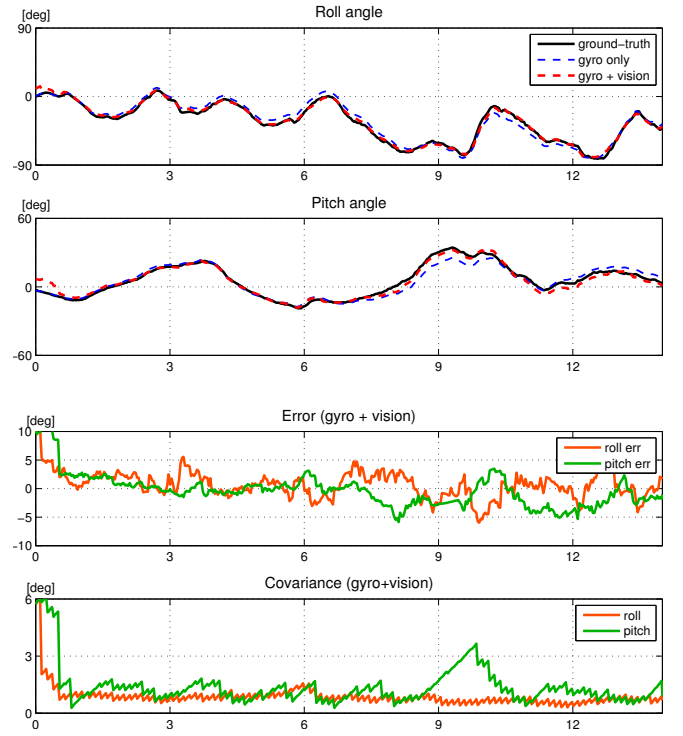 [deg]
Roll angle
90
0
-90
ground-truth
gyro only
gyro + vision
0 3 6 9 12
[deg]
Pitch angle
60
0
-60
0 3 6 9 12
[deg]
Error (gyro + vision)
10
5
0
-5
-10
roll err
pitch err
0 3 6 9 12
[deg]
Covariance (gyro+vision)
6
3
0
roll
pitch
0 3 6 9 12